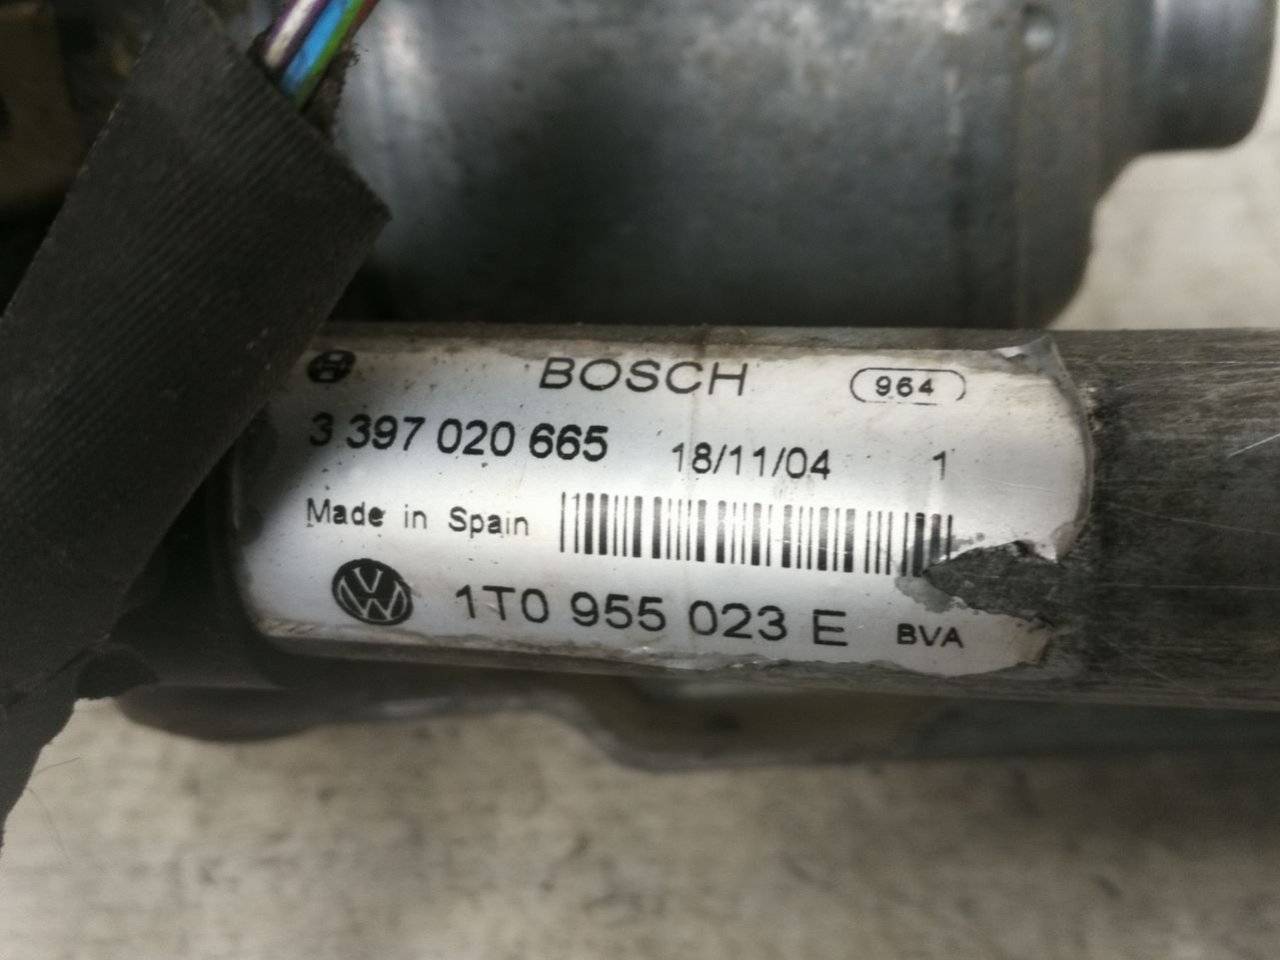 BOSCH 964
3 397 020 665 18/11/04 1
Made in Spain
1T0 955 023 E BVA